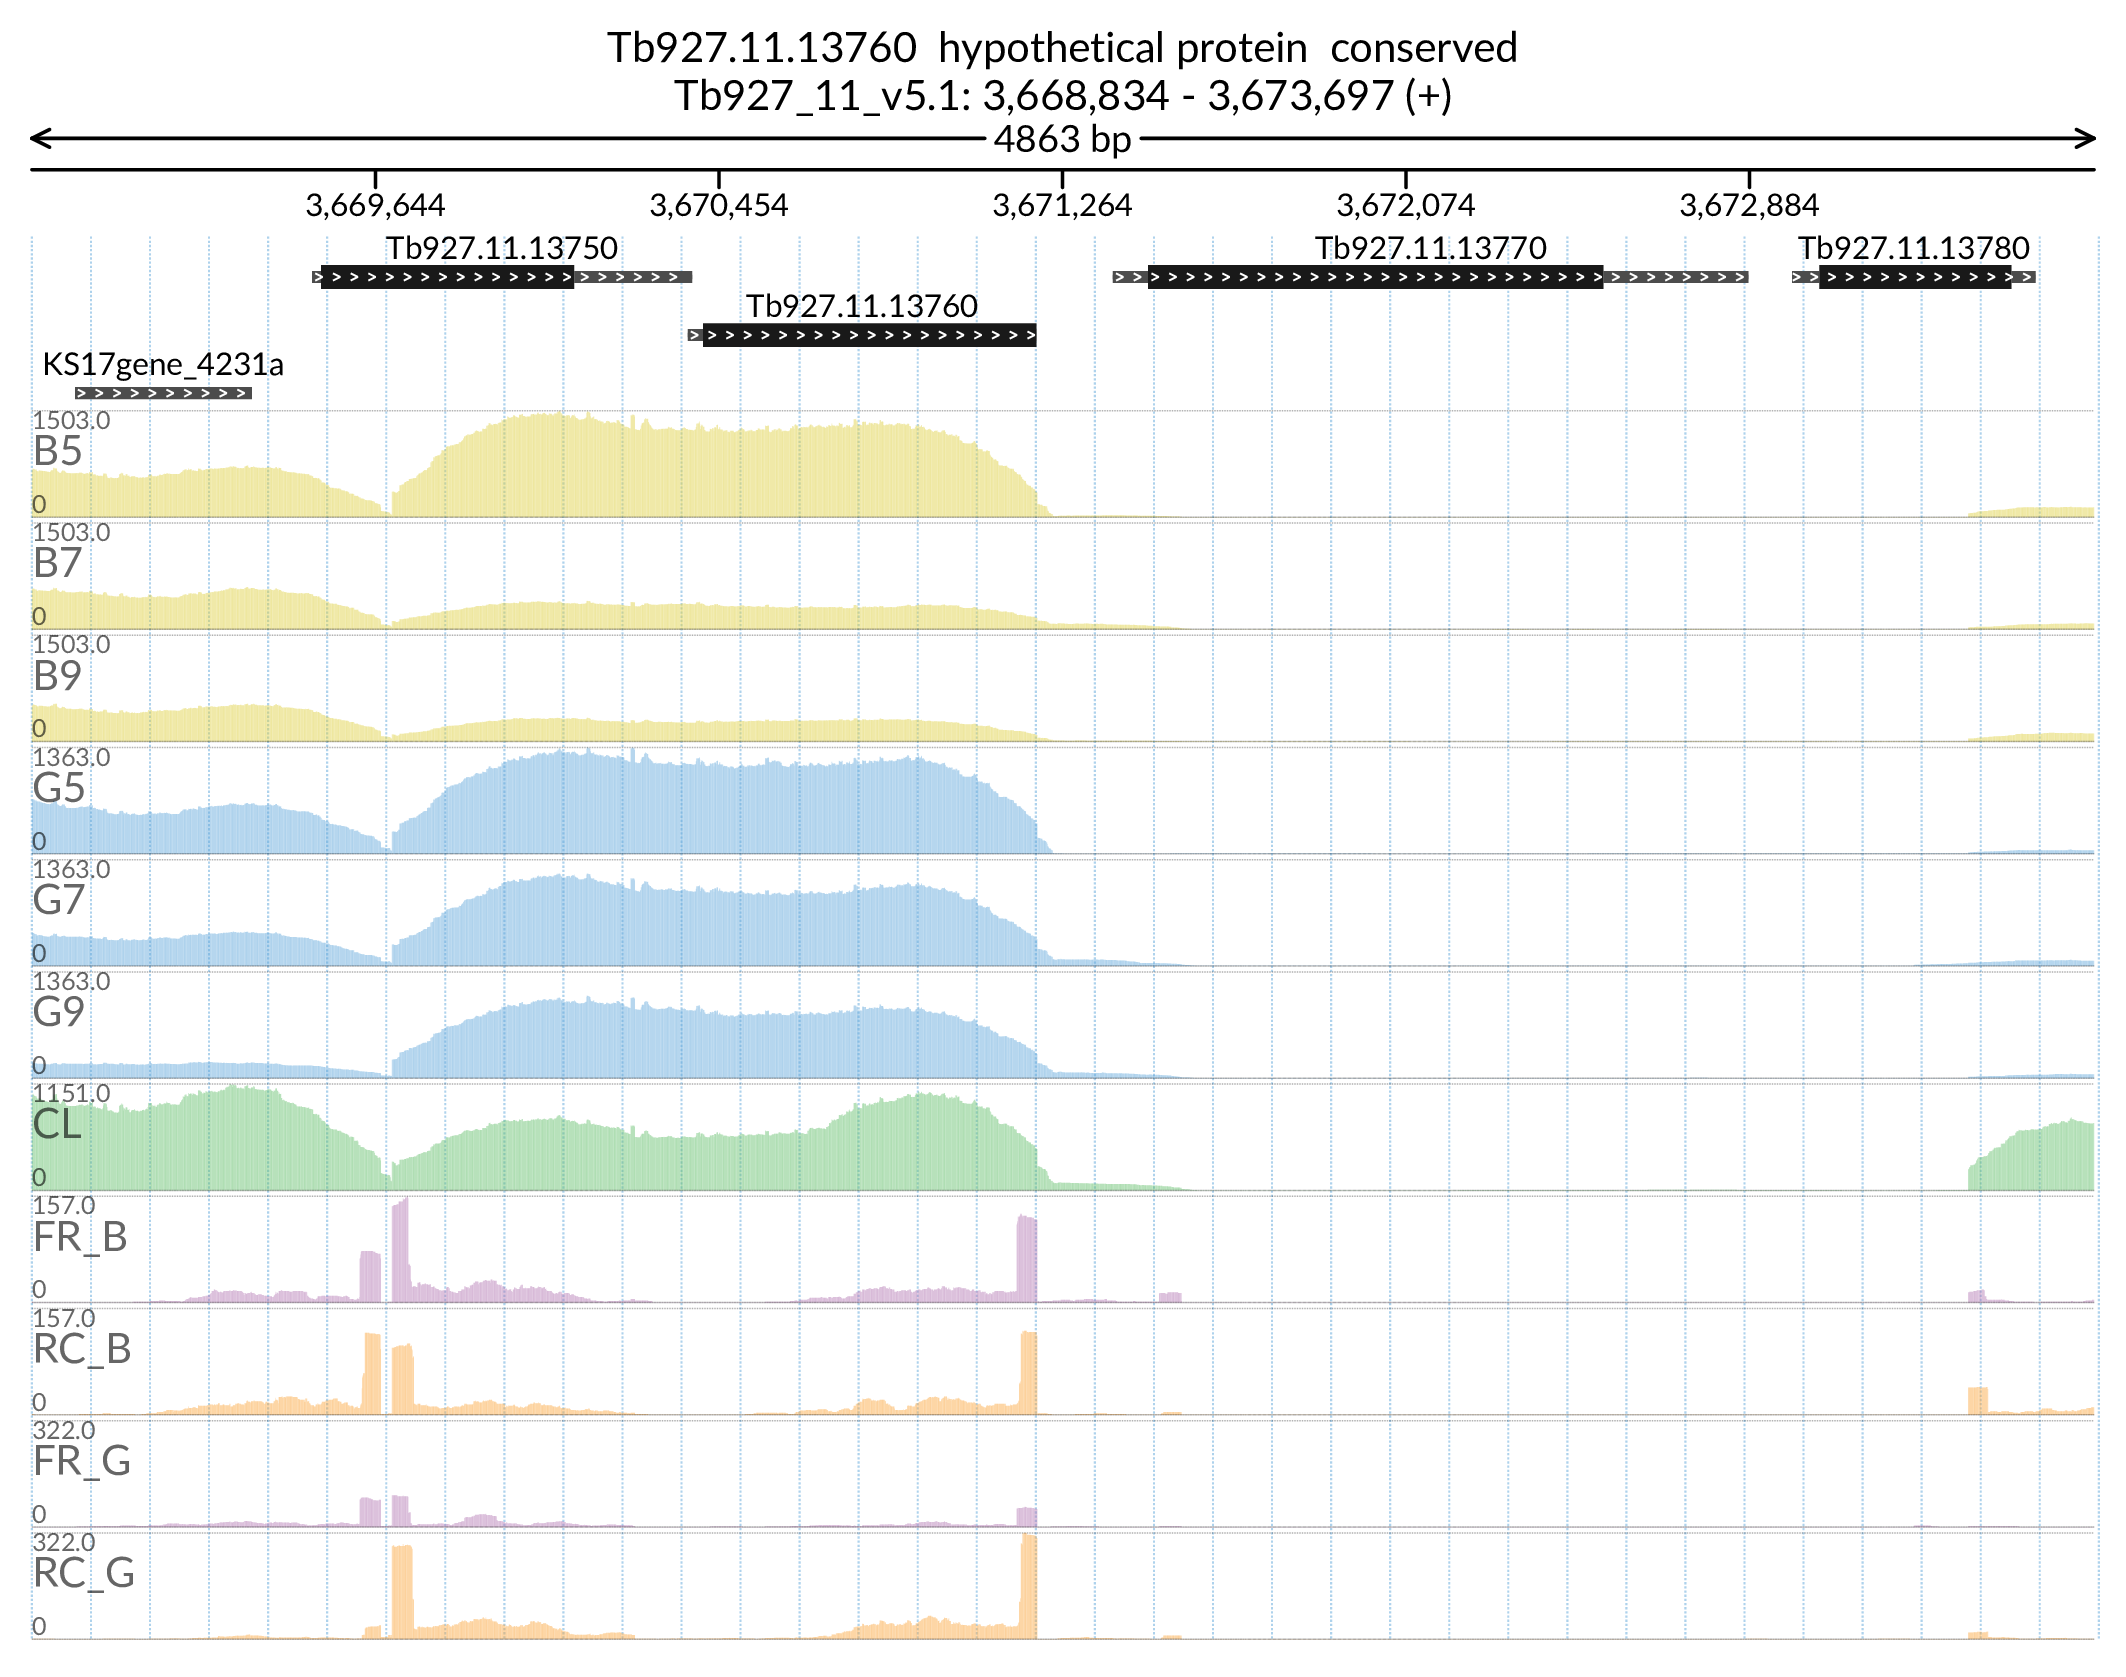 Tb927.11.13760 hypothetical protein conserved
Tb927_11_v5.1: 3,668,834 - 3,673,697 (+)
4863 bp
3,669,644 3,670,454 3,671,264 3,672,074 3,672,884
Tb927.11.13750 Tb927.11.13770 Tb927.11.13780
Tb927.11.13760
KS17gene_4231a
1503.0
B5
0
1503.0
B7
0
1503.0
B9
0
1363.0
G5
0
1363.0
G7
0
1363.0
G9
0
1151.0
CL
0
157.0
FR_B
0
157.0
RC_B
0
322.0
FR_G
0
322.0
RC_G
0